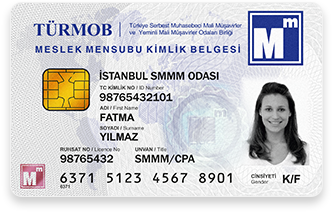 TÜRMOB
Türkiye Serbest Muhasebeci Mali Müşavirler
ve Yeminli Mali Müşavirler Odaları Birliği
MESLEK MENSUBU KİMLİK BELGESİ
Mm
İSTANBUL SMMM ODASI
TC KİMLİK NO / ID Number
98765432101
ADI / First Name
FATMA
SOYADI / Surname
YILMAZ
RUHSAT NO / Licence No
98765432
UNVAN / Title
SMMM/CPA
Mm
6371 5123 4567 8901
6371
CİNSİYETİ
Gender
K/F